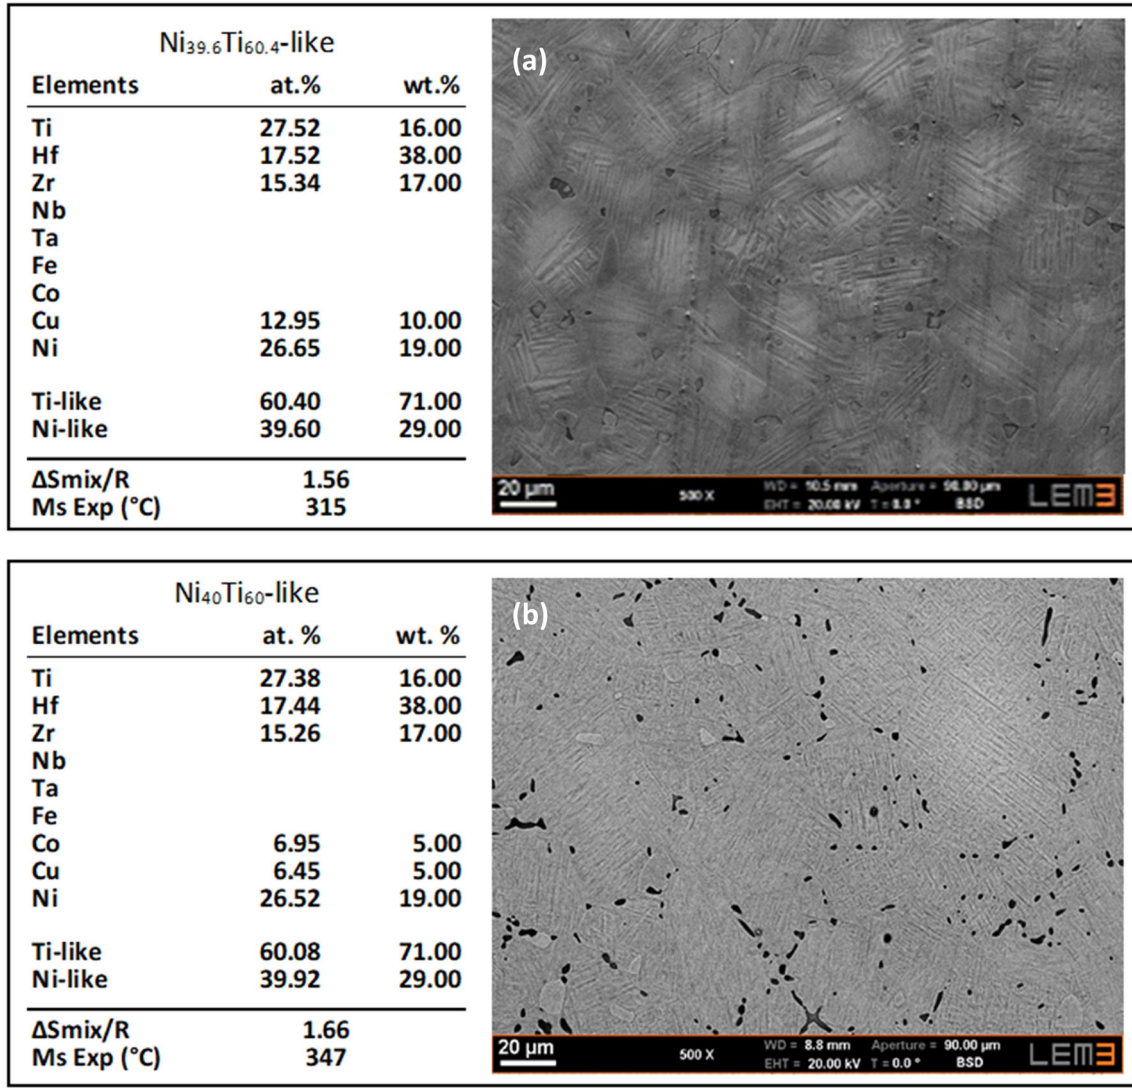 Ni39.6Ti60.4-like
Elements at.% wt.%
Ti 27.52 16.00
Hf 17.52 38.00
Zr 15.34 17.00
Nb
Ta
Fe
Co
Cu 12.95 10.00
Ni 26.65 19.00
Ti-like 60.40 71.00
Ni-like 39.60 29.00
ΔSmix/R 1.56
Ms Exp (°C) 315
(a)
20 µm 500 X WD = 10.5 mm Aperture = 90.00 µm
EHT = 20.00 kV T = 0.0 ° BSD
LEM3
Ni40Ti60-like
Elements at. % wt. %
Ti 27.38 16.00
Hf 17.44 38.00
Zr 15.26 17.00
Nb
Ta
Fe
Co 6.95 5.00
Cu 6.45 5.00
Ni 26.52 19.00
Ti-like 60.08 71.00
Ni-like 39.92 29.00
ΔSmix/R 1.66
Ms Exp (°C) 347
(b)
20 µm 500 X WD = 8.8 mm Aperture = 90.00 µm
EHT = 20.00 kV T = 0.0 ° BSD
LEM3